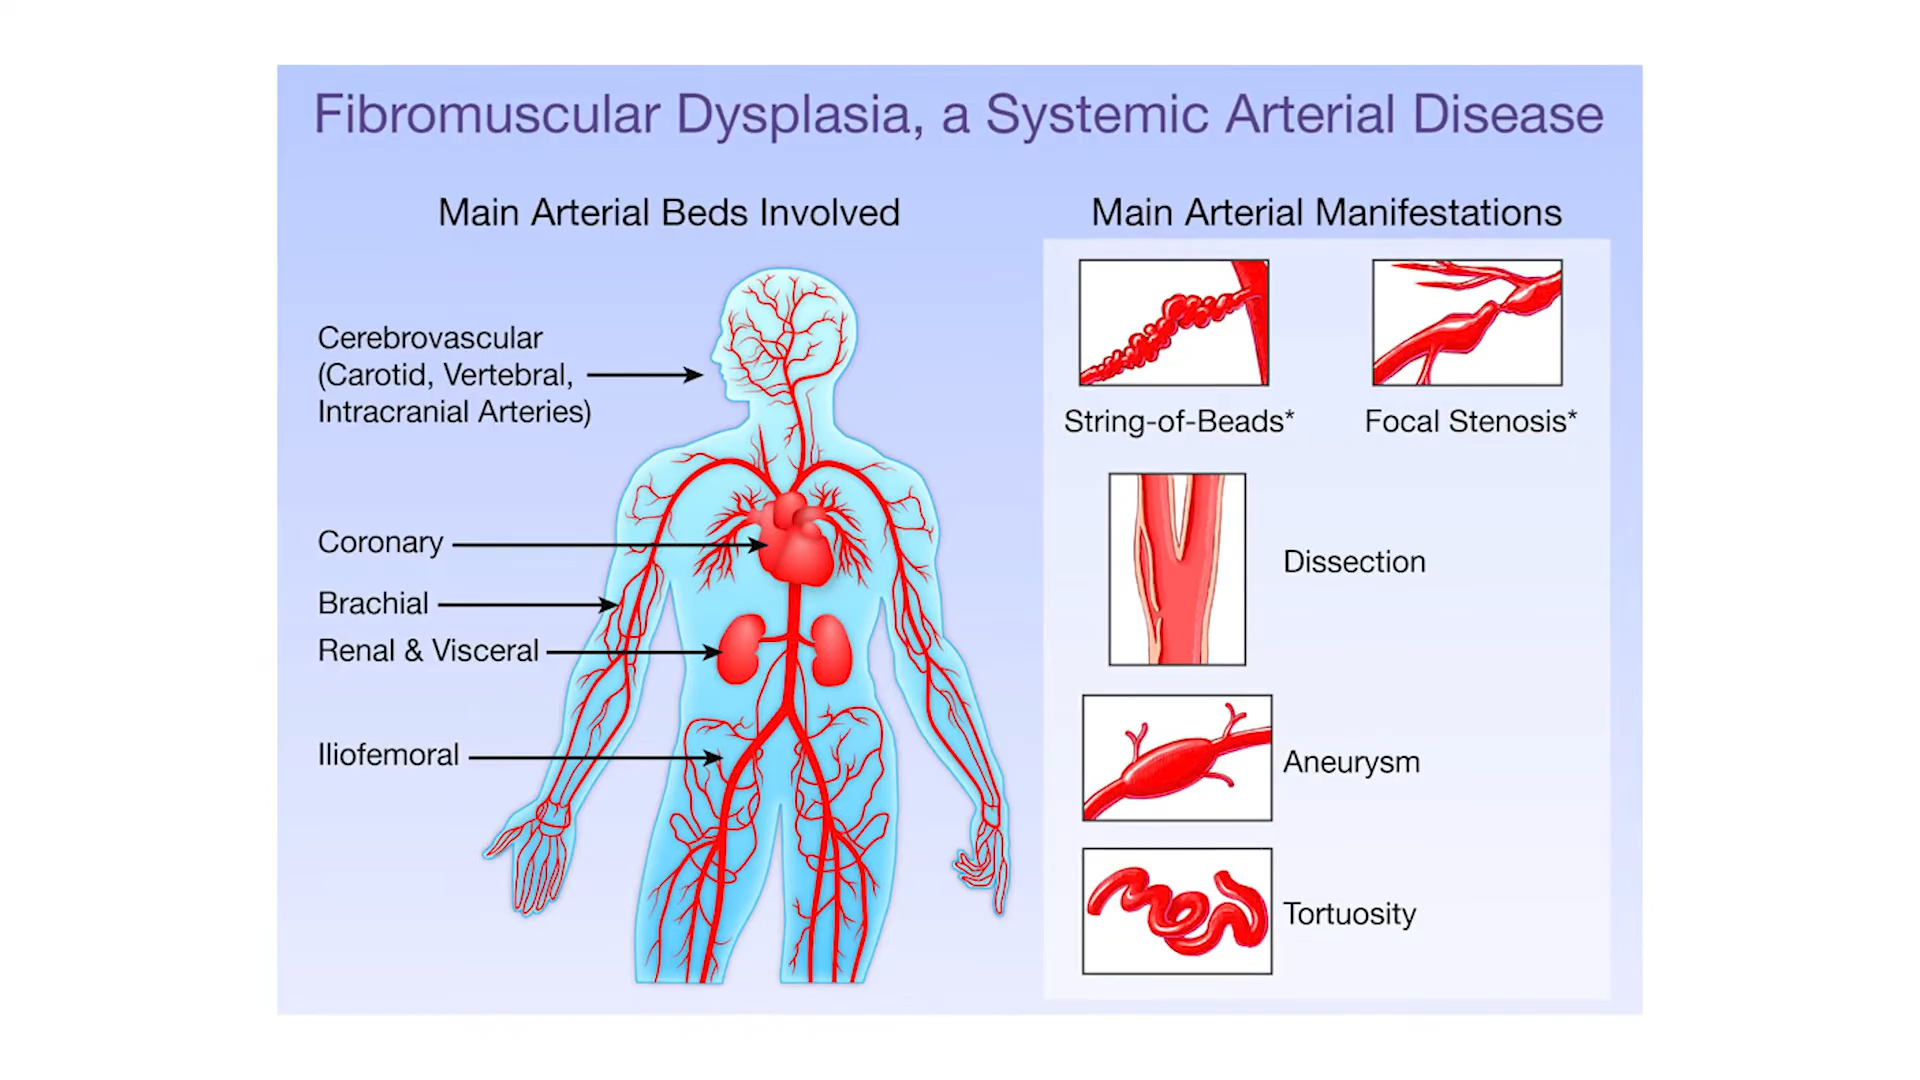 Fibromuscular Dysplasia, a Systemic Arterial Disease
Main Arterial Beds Involved
Cerebrovascular
(Carotid, Vertebral,
Intracranial Arteries)
Coronary
Brachial
Renal & Visceral
Iliofemoral
Main Arterial Manifestations
String-of-Beads*
Focal Stenosis*
Dissection
Aneurysm
Tortuosity